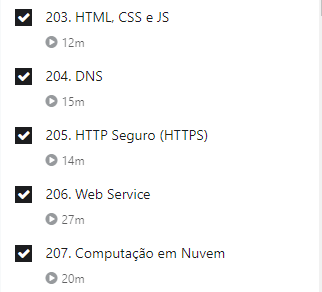 203. HTML, CSS e JS
12m
204. DNS
15m
205. HTTP Seguro (HTTPS)
14m
206. Web Service
27m
207. Computação em Nuvem
20m